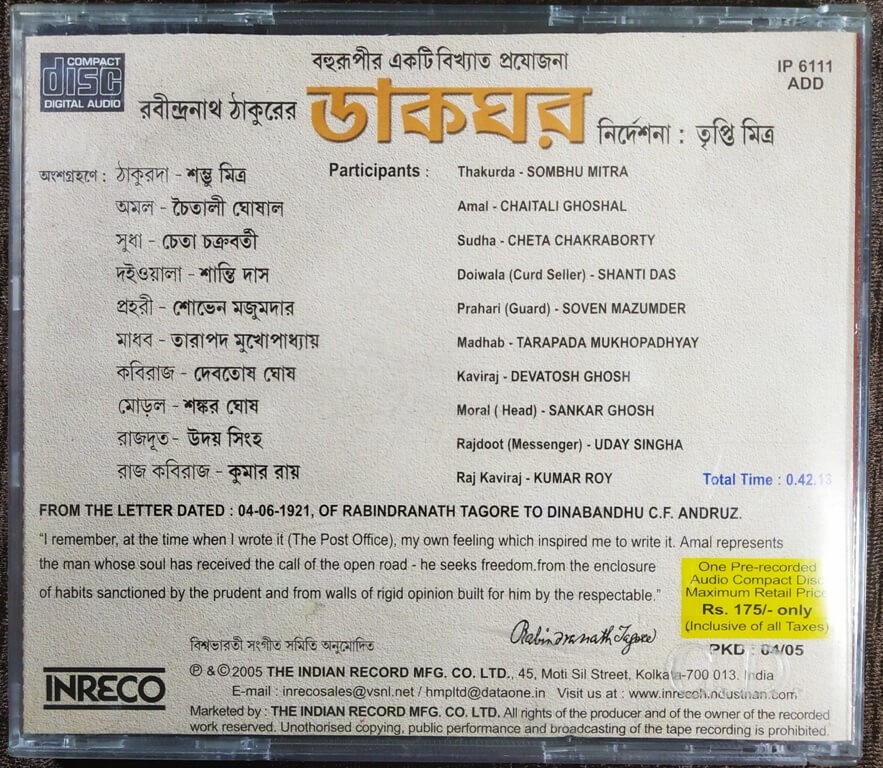 COMPACT
disc
DIGITAL AUDIO
বহুরূপীর একটি বিখ্যাত প্রযোজনা
IP 6111
ADD
রবীন্দ্রনাথ ঠাকুরের ডাকঘর নির্দেশনা : তৃপ্তি মিত্র
অংশগ্রহণে : ঠাকুরদা - শম্ভু মিত্র
অমল - চৈতালী ঘোষাল
সুধা - চেতা চক্রবর্তী
দইওয়ালা - শান্তি দাস
প্রহরী - শোভেন মজুমদার
মাধব - তারাপদ মুখোপাধ্যায়
কবিরাজ - দেবতোষ ঘোষ
মোড়ল - শঙ্কর ঘোষ
রাজদূত - উদয় সিংহ
রাজ কবিরাজ - কুমার রায়
Participants : Thakurda - SOMBHU MITRA
Amal - CHAITALI GHOSHAL
Sudha - CHETA CHAKRABORTY
Doiwala (Curd Seller) - SHANTI DAS
Prahari (Guard) - SOVEN MAZUMDER
Madhab - TARAPADA MUKHOPADHYAY
Kaviraj - DEVATOSH GHOSH
Moral ( Head) - SANKAR GHOSH
Rajdoot (Messenger) - UDAY SINGHA
Raj Kaviraj - KUMAR ROY
Total Time : 0.42.13
FROM THE LETTER DATED : 04-06-1921, OF RABINDRANATH TAGORE TO DINABANDHU C.F. ANDRUZ.
“I remember, at the time when I wrote it (The Post Office), my own feeling which inspired me to write it. Amal represents
the man whose soul has received the call of the open road - he seeks freedom.from the enclosure
of habits sanctioned by the prudent and from walls of rigid opinion built for him by the respectable.”
One Pre-recorded
Audio Compact Disc
Maximum Retail Price
Rs. 175/- only
(Inclusive of all Taxes)
PKD : 04/05
Rabindranath Tagore
বিশ্বভারতী সংগীত সমিতি অনুমোদিত
INRECO
℗ & © 2005 THE INDIAN RECORD MFG. CO. LTD., 45, Moti Sil Street, Kolkata-700 013. India
E-mail : inrecosales@vsnl.net / hmpltd@dataone.in Visit us at : www.inrecohindusthan.com
Marketed by : THE INDIAN RECORD MFG. CO. LTD. All rights of the producer and of the owner of the recorded
work reserved. Unothorised copying, public performance and broadcasting of the tape recording is prohibited.